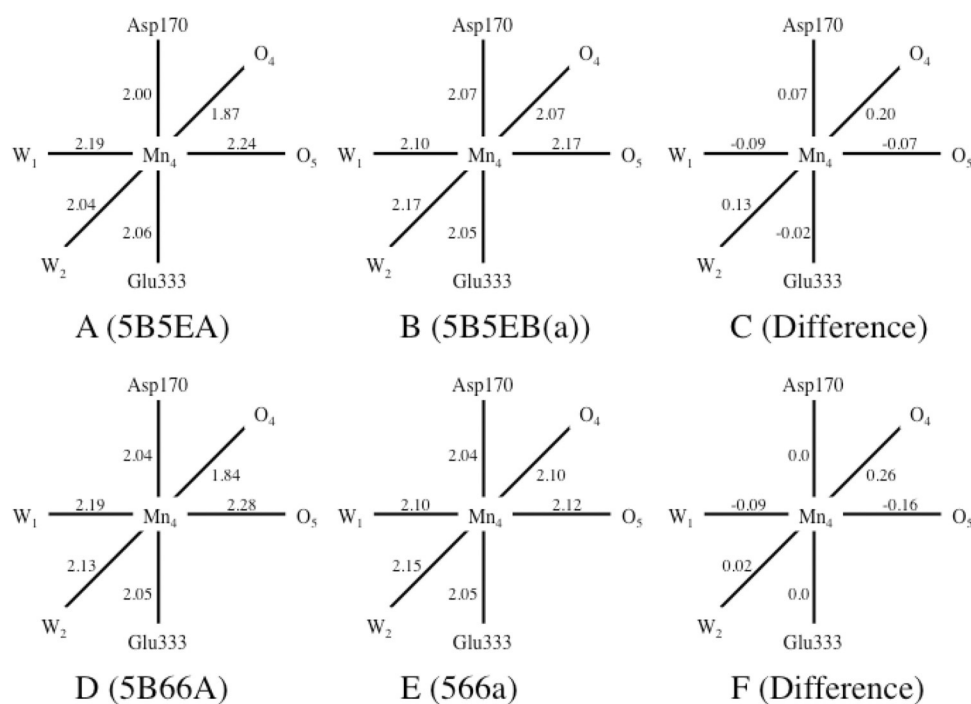 Asp170 Asp170 Asp170
O₄ O₄ O₄
2.00 2.07 0.07
1.87 2.07 0.20
W₁ 2.19 Mn₄ 2.24 O₅ W₁ 2.10 Mn₄ 2.17 O₅ W₁ -0.09 Mn₄ -0.07 O₅
2.04 2.17 0.13
2.06 2.05 -0.02
W₂ W₂ W₂
Glu333 Glu333 Glu333
A (5B5EA) B (5B5EB(a)) C (Difference)
Asp170 Asp170 Asp170
O₄ O₄ O₄
2.04 2.04 0.0
1.84 2.10 0.26
W₁ 2.19 Mn₄ 2.28 O₅ W₁ 2.10 Mn₄ 2.12 O₅ W₁ -0.09 Mn₄ -0.16 O₅
2.13 2.15 0.02
2.05 2.05 0.0
W₂ W₂ W₂
Glu333 Glu333 Glu333
D (5B66A) E (566a) F (Difference)